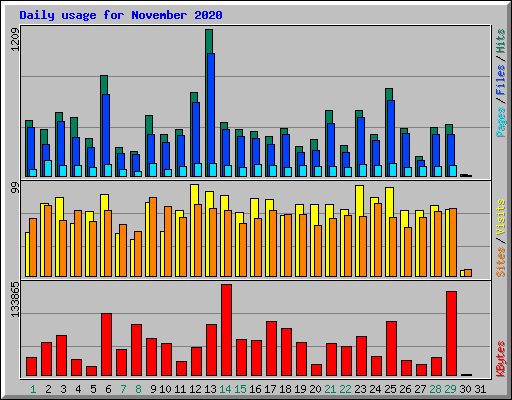 Daily usage for November 2020
1209
99
133865
Pages / Files / Hits
Sites / Visits
KBytes
1 2 3 4 5 6 7 8 9 10 11 12 13 14 15 16 17 18 19 20 21 22 23 24 25 26 27 28 29 30 31